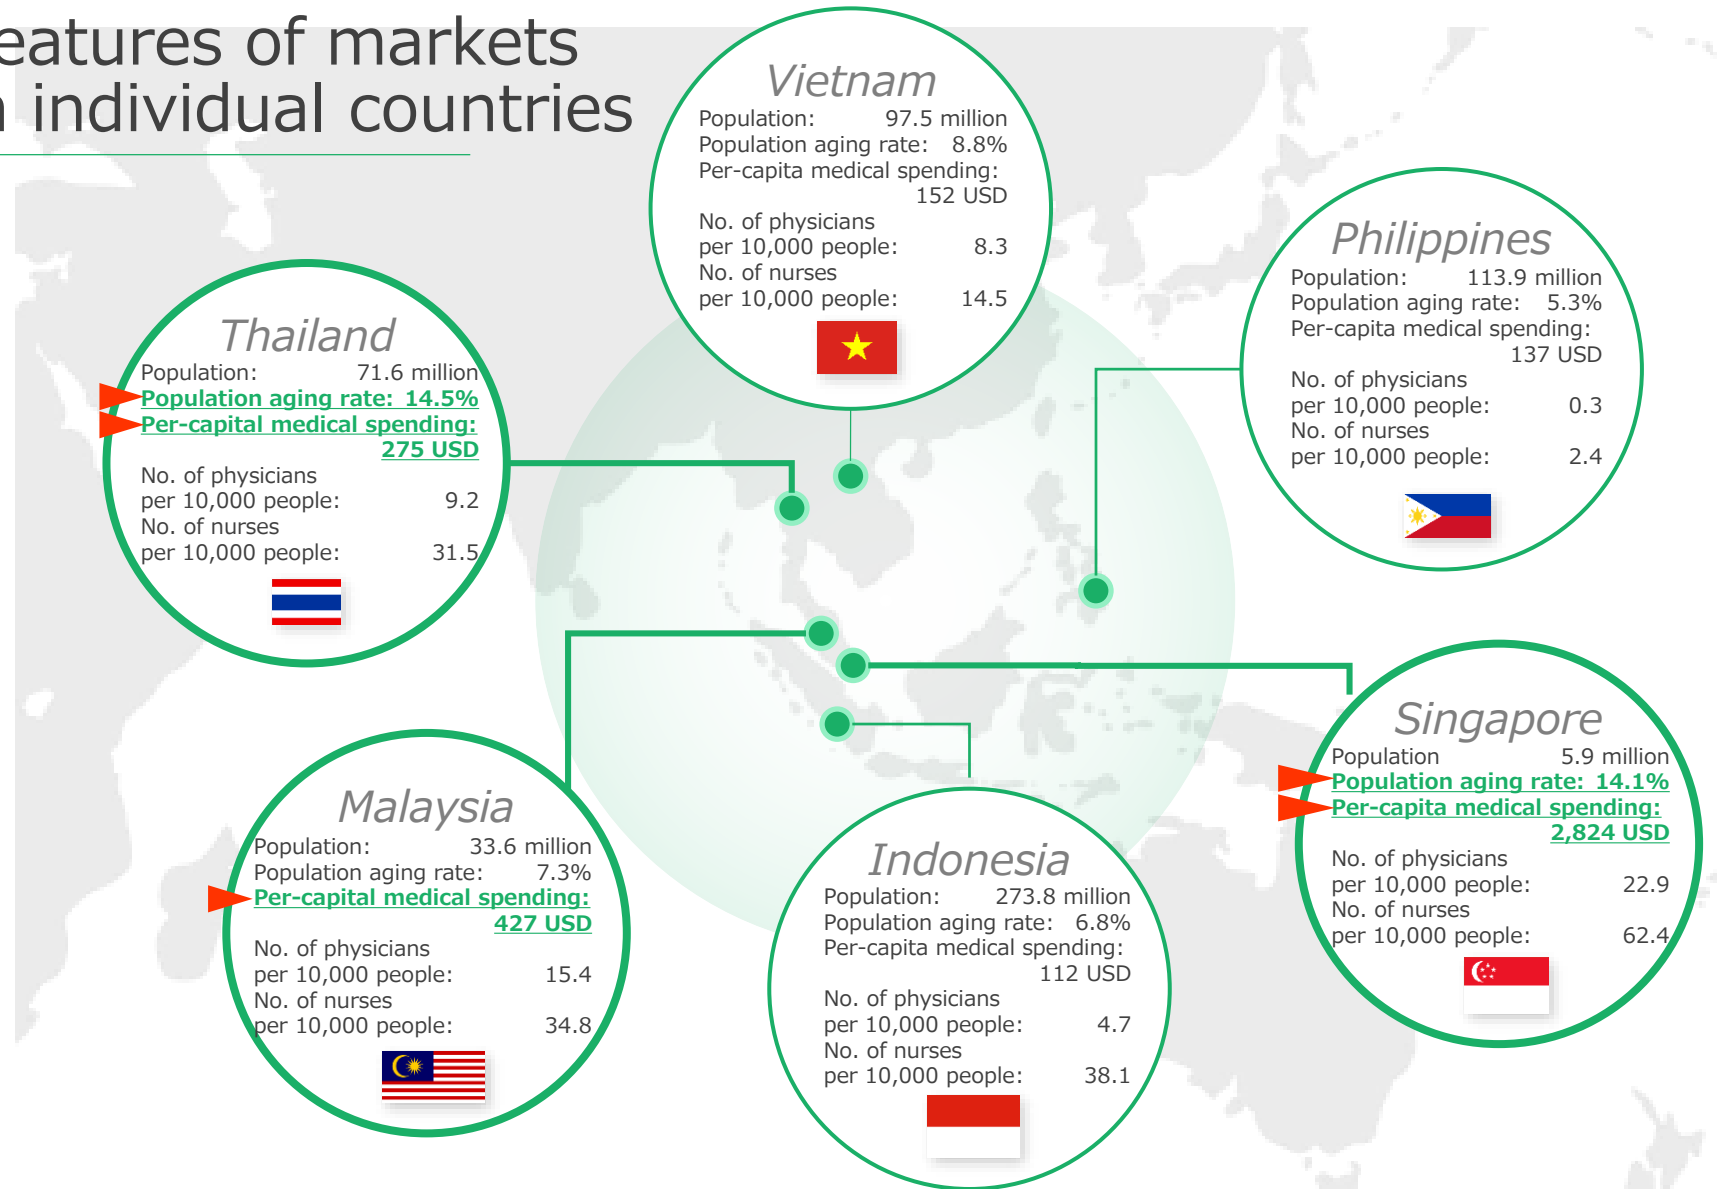 eatures of markets
individual countries
Vietnam
Population: 97.5 million
Population aging rate: 8.8%
Per-capita medical spending:
152 USD
No. of physicians
per 10,000 people: 8.3
No. of nurses
per 10,000 people: 14.5
Philippines
Population: 113.9 million
Population aging rate: 5.3%
Per-capita medical spending:
137 USD
No. of physicians
per 10,000 people: 0.3
No. of nurses
per 10,000 people: 2.4
Thailand
Population: 71.6 million
Population aging rate: 14.5%
Per-capital medical spending:
275 USD
No. of physicians
per 10,000 people: 9.2
No. of nurses
per 10,000 people: 31.5
Singapore
Population 5.9 million
Population aging rate: 14.1%
Per-capita medical spending:
2,824 USD
No. of physicians
per 10,000 people: 22.9
No. of nurses
per 10,000 people: 62.4
Malaysia
Population: 33.6 million
Population aging rate: 7.3%
Per-capital medical spending:
427 USD
No. of physicians
per 10,000 people: 15.4
No. of nurses
per 10,000 people: 34.8
Indonesia
Population: 273.8 million
Population aging rate: 6.8%
Per-capita medical spending:
112 USD
No. of physicians
per 10,000 people: 4.7
No. of nurses
per 10,000 people: 38.1